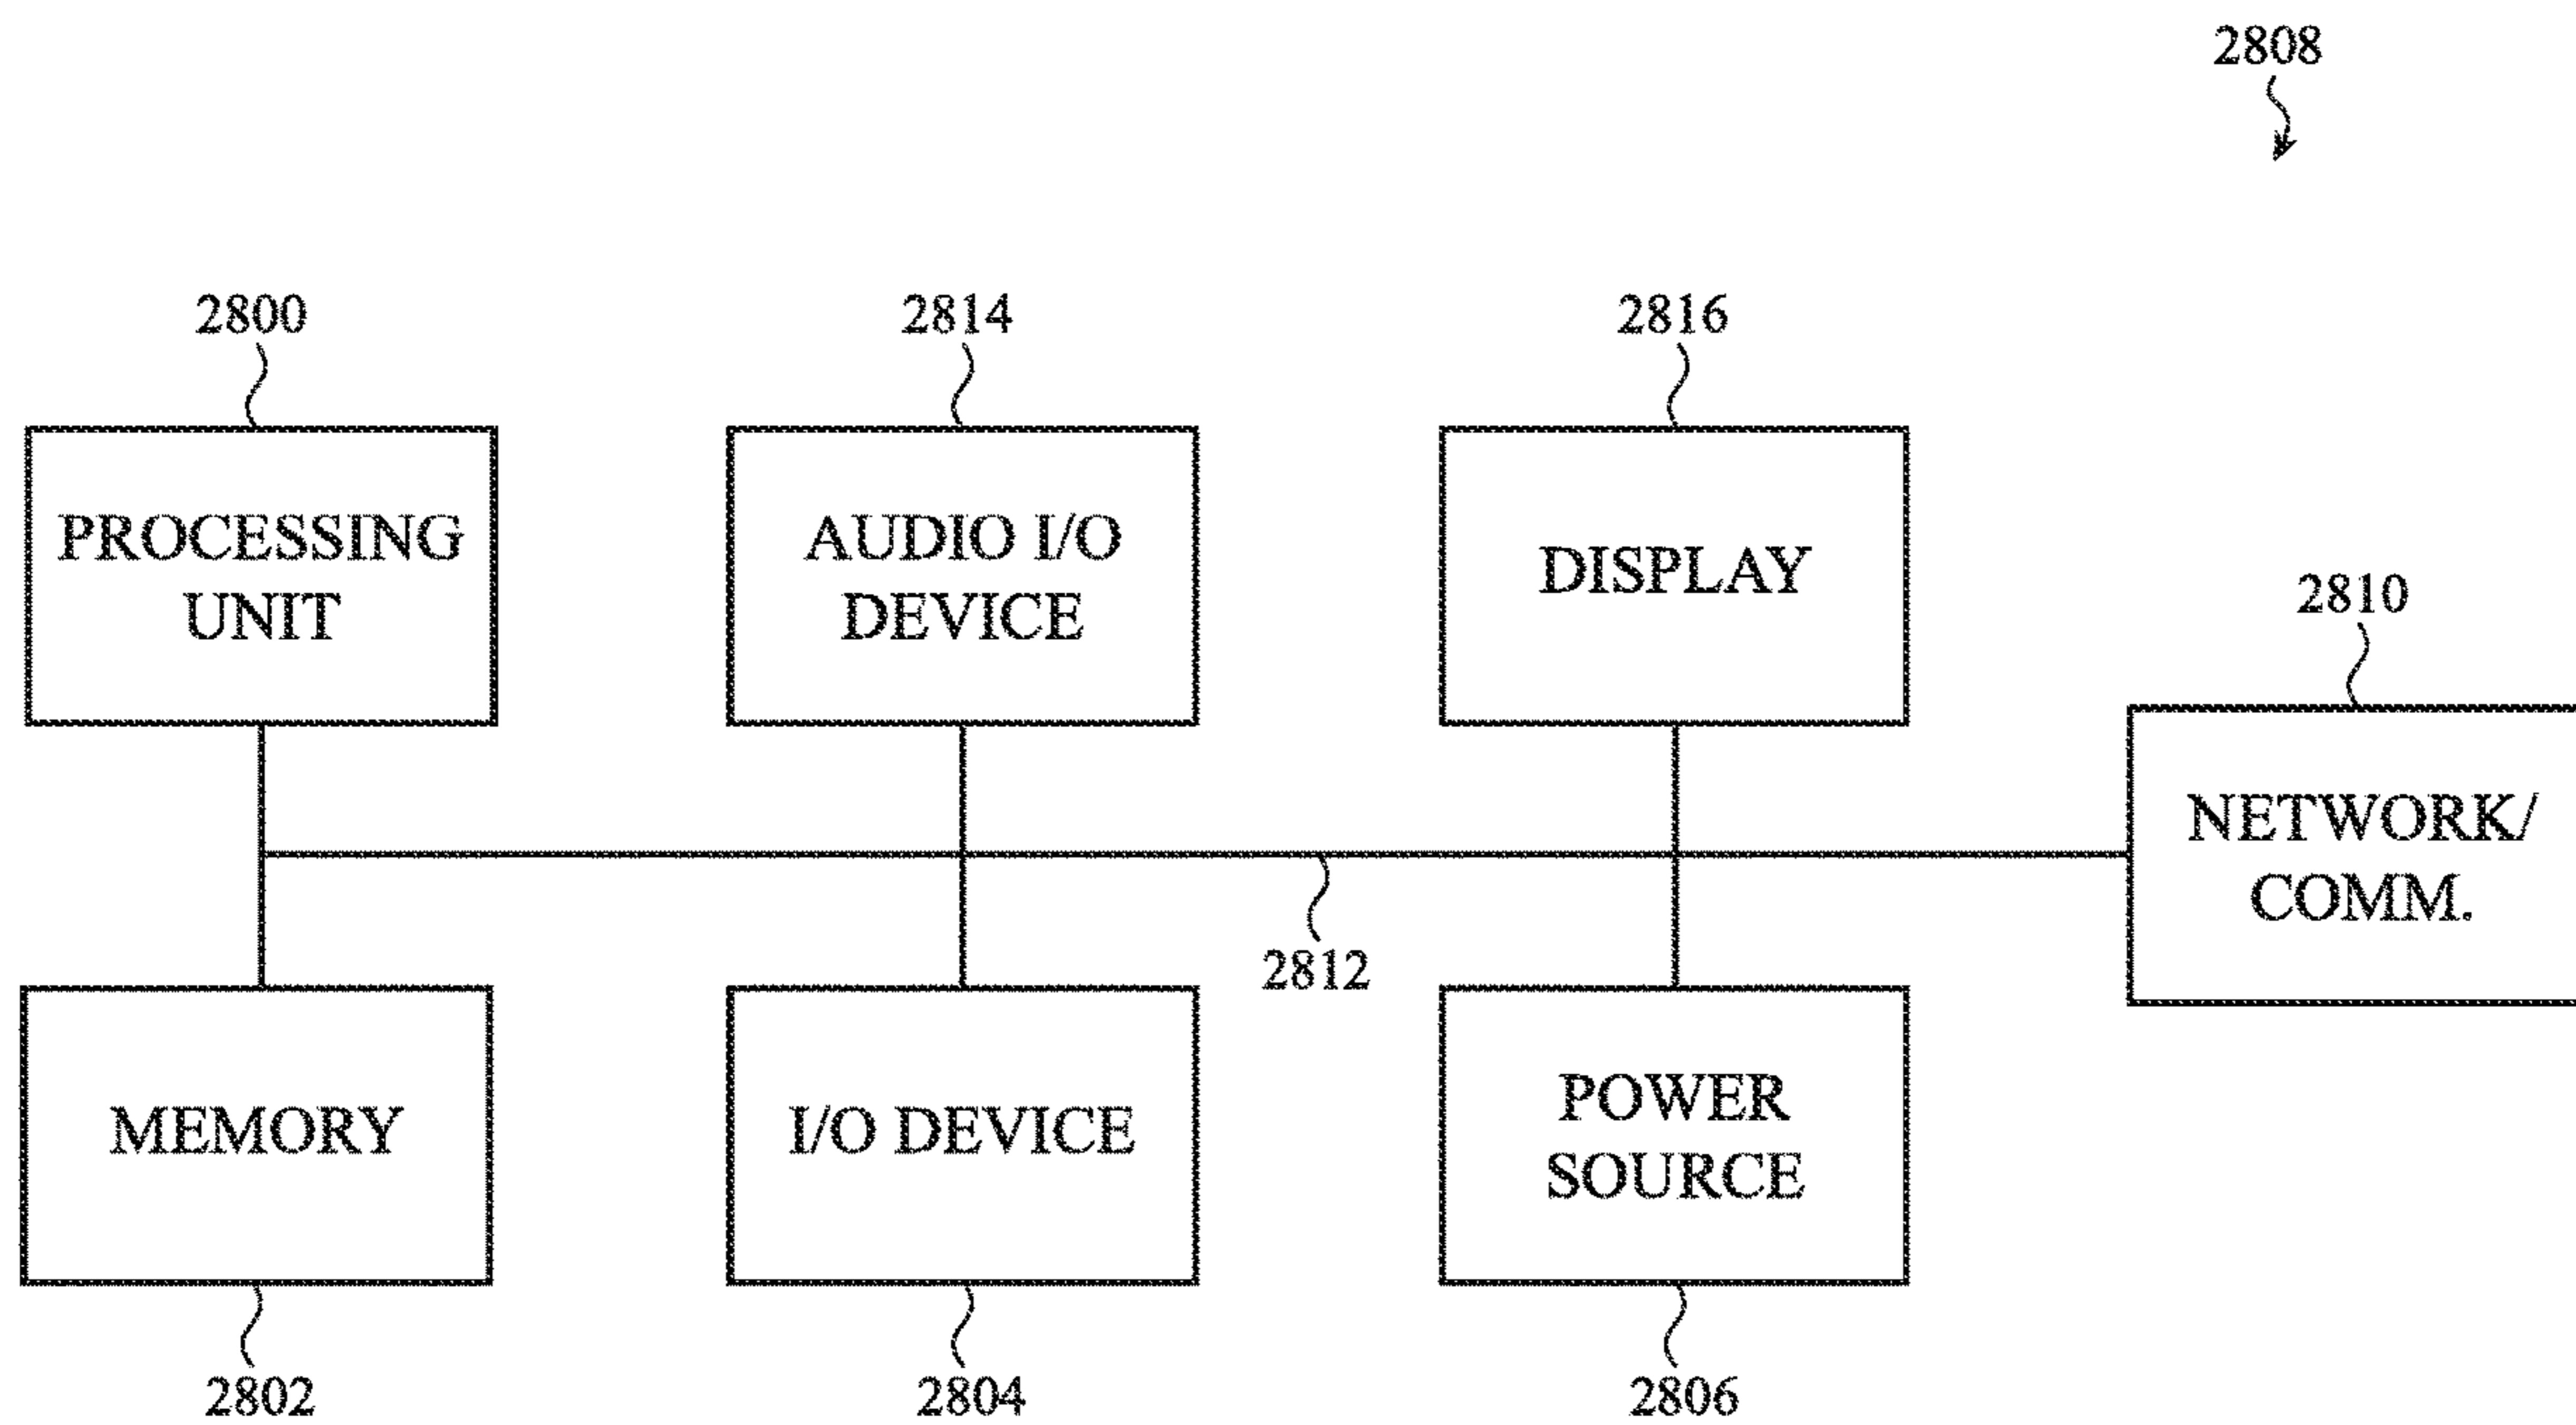 2808
2800
2814
2816
PROCESSING
UNIT
AUDIO I/O
DEVICE
DISPLAY
2810
NETWORK/
COMM.
2812
MEMORY
I/O DEVICE
POWER
SOURCE
2802
2804
2806